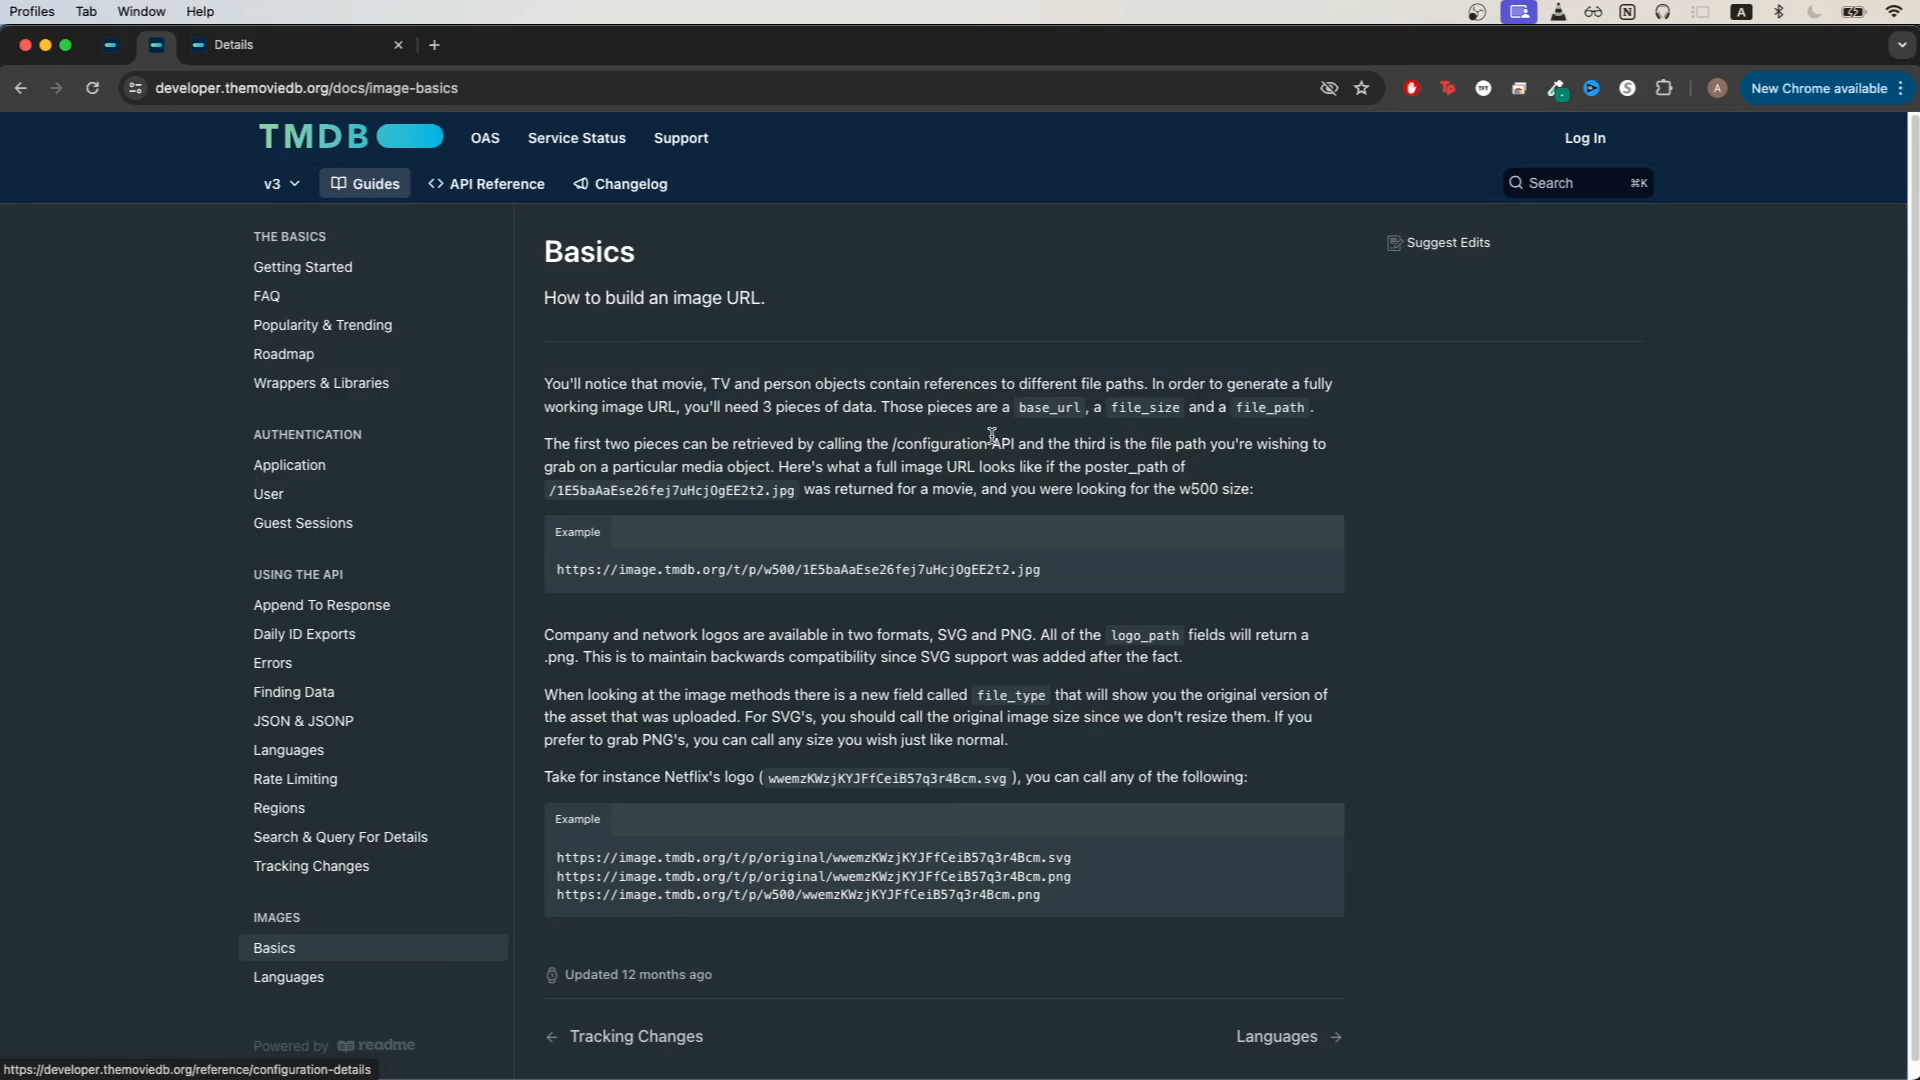 Profiles Tab Window Help
A
Details
developer.themoviedb.org/docs/image-basics
A New Chrome available
TMDB OAS Service Status Support Log In
v3 Guides <> API Reference Changelog Search ⌘K
THE BASICS
Getting Started
FAQ
Popularity & Trending
Roadmap
Wrappers & Libraries
AUTHENTICATION
Application
User
Guest Sessions
USING THE API
Append To Response
Daily ID Exports
Errors
Finding Data
JSON & JSONP
Languages
Rate Limiting
Regions
Search & Query For Details
Tracking Changes
IMAGES
Basics
Languages
Powered by readme
https://developer.themoviedb.org/reference/configuration-details
Basics
Suggest Edits
How to build an image URL.
You'll notice that movie, TV and person objects contain references to different file paths. In order to generate a fully
working image URL, you'll need 3 pieces of data. Those pieces are a base_url, a file_size and a file_path.
The first two pieces can be retrieved by calling the /configuration API and the third is the file path you're wishing to
grab on a particular media object. Here's what a full image URL looks like if the poster_path of
/1E5baAaEse26fej7uHcjOgEE2t2.jpg was returned for a movie, and you were looking for the w500 size:
Example
https://image.tmdb.org/t/p/w500/1E5baAaEse26fej7uHcjOgEE2t2.jpg
Company and network logos are available in two formats, SVG and PNG. All of the logo_path fields will return a
.png. This is to maintain backwards compatibility since SVG support was added after the fact.
When looking at the image methods there is a new field called file_type that will show you the original version of
the asset that was uploaded. For SVG's, you should call the original image size since we don't resize them. If you
prefer to grab PNG's, you can call any size you wish just like normal.
Take for instance Netflix's logo (wwemzKWzjKYJFfCeiB57q3r4Bcm.svg), you can call any of the following:
Example
https://image.tmdb.org/t/p/original/wwemzKWzjKYJFfCeiB57q3r4Bcm.svg
https://image.tmdb.org/t/p/original/wwemzKWzjKYJFfCeiB57q3r4Bcm.png
https://image.tmdb.org/t/p/w500/wwemzKWzjKYJFfCeiB57q3r4Bcm.png
Updated 12 months ago
← Tracking Changes Languages →